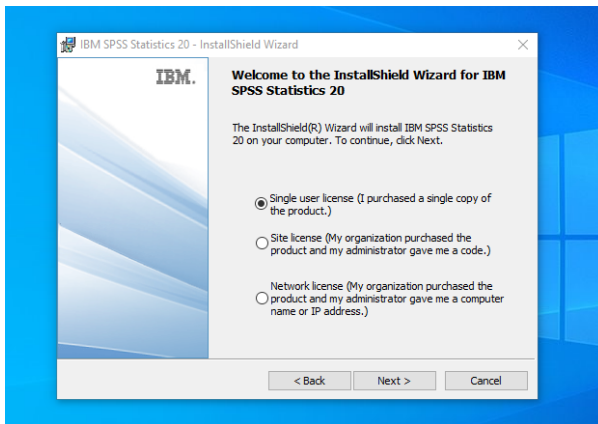 IBM SPSS Statistics 20 - InstallShield Wizard
IBM.
Welcome to the InstallShield Wizard for IBM
SPSS Statistics 20
The InstallShield(R) Wizard will install IBM SPSS Statistics
20 on your computer. To continue, click Next.
Single user license (I purchased a single copy of
the product.)
Site license (My organization purchased the
product and my administrator gave me a code.)
Network license (My organization purchased the
product and my administrator gave me a computer
name or IP address.)
< Back
Next >
Cancel